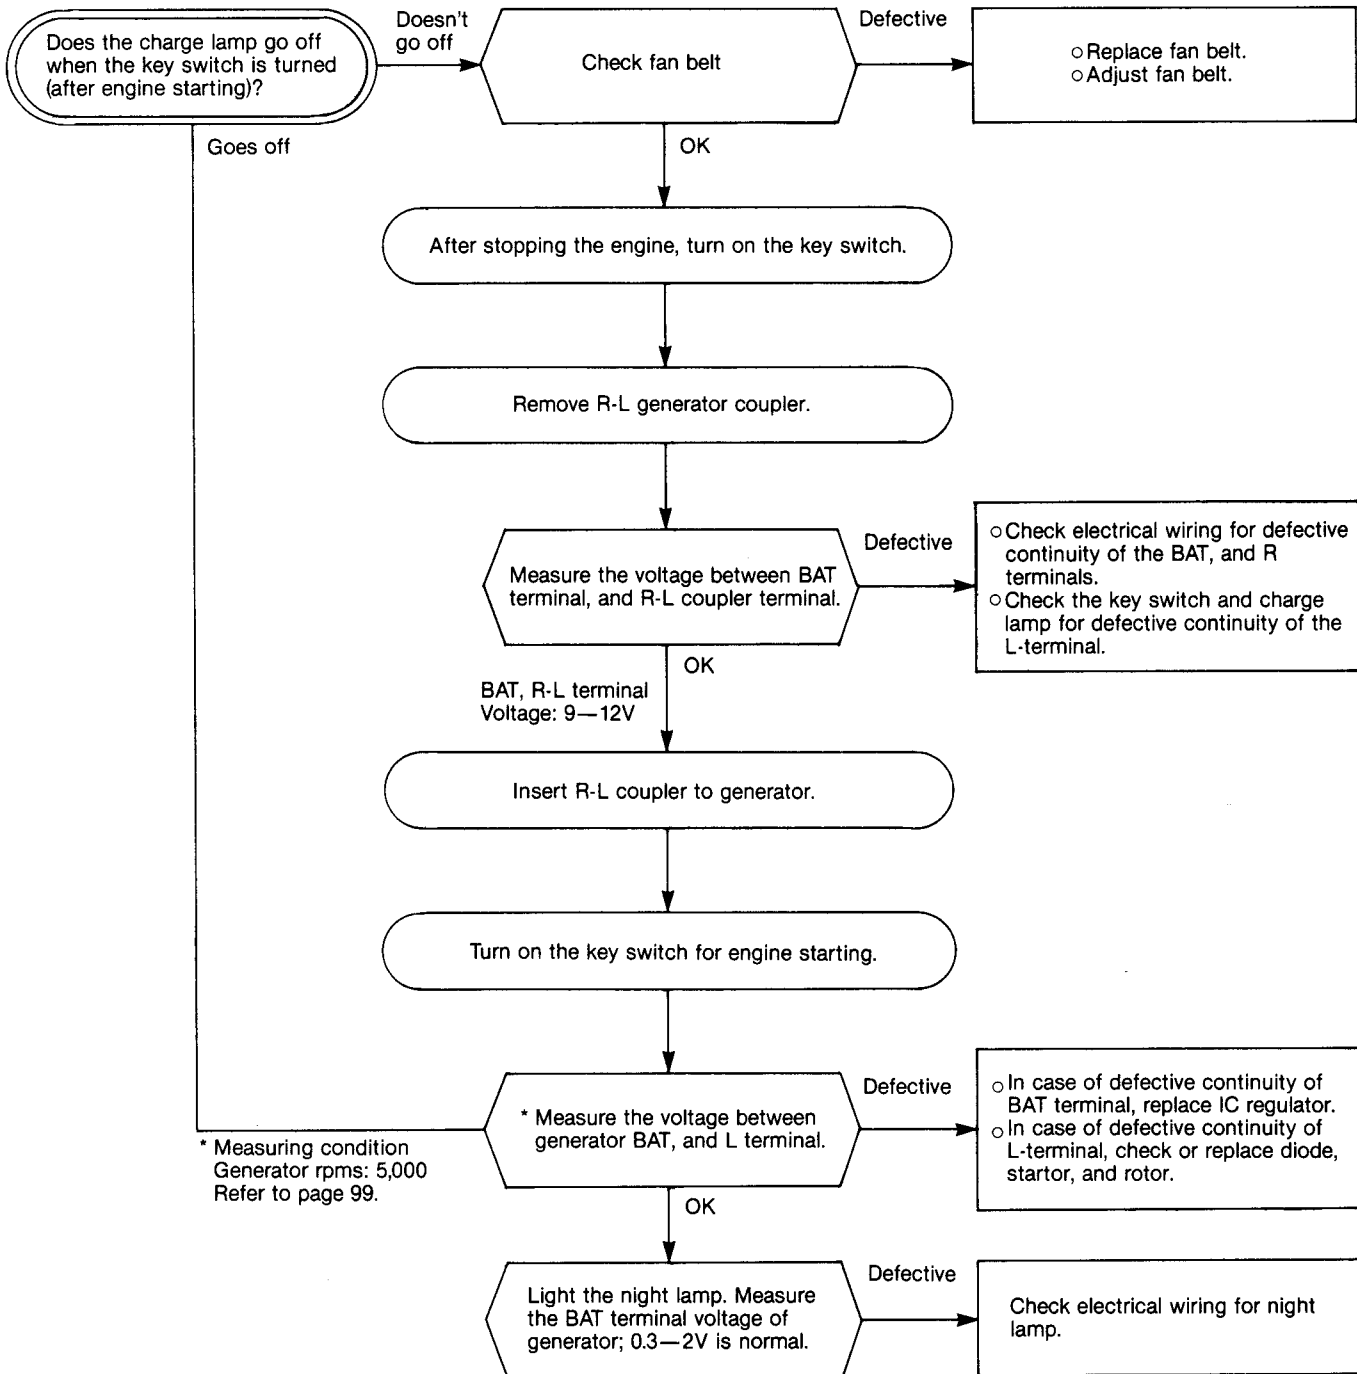 Does the charge lamp go off
when the key switch is turned
(after engine starting)?
Doesn't
go off
Check fan belt
Defective
○ Replace fan belt.
○ Adjust fan belt.
Goes off
OK
After stopping the engine, turn on the key switch.
Remove R-L generator coupler.
Measure the voltage between BAT
terminal, and R-L coupler terminal.
Defective
○ Check electrical wiring for defective
continuity of the BAT, and R
terminals.
○ Check the key switch and charge
lamp for defective continuity of the
L-terminal.
OK
BAT, R-L terminal
Voltage: 9—12V
Insert R-L coupler to generator.
Turn on the key switch for engine starting.
* Measure the voltage between
generator BAT, and L terminal.
Defective
○ In case of defective continuity of
BAT terminal, replace IC regulator.
○ In case of defective continuity of
L-terminal, check or replace diode,
startor, and rotor.
* Measuring condition
Generator rpms: 5,000
Refer to page 99.
OK
Light the night lamp. Measure
the BAT terminal voltage of
generator; 0.3—2V is normal.
Defective
Check electrical wiring for night
lamp.